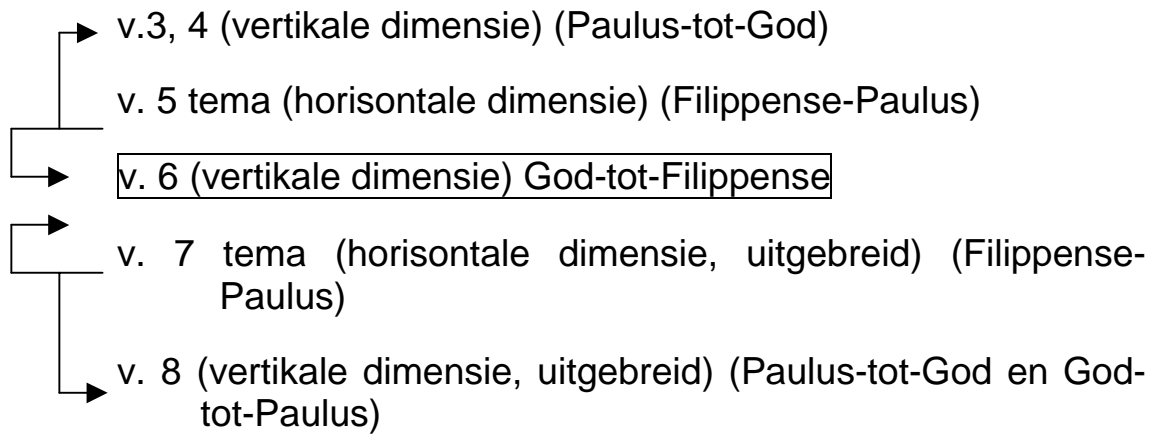 v.3, 4 (vertikale dimensie) (Paulus-tot-God)
v. 5 tema (horisontale dimensie) (Filippense-Paulus)
v. 6 (vertikale dimensie) God-tot-Filippense
v. 7 tema (horisontale dimensie, uitgebreid) (Filippense-
Paulus)
v. 8 (vertikale dimensie, uitgebreid) (Paulus-tot-God en God-
tot-Paulus)